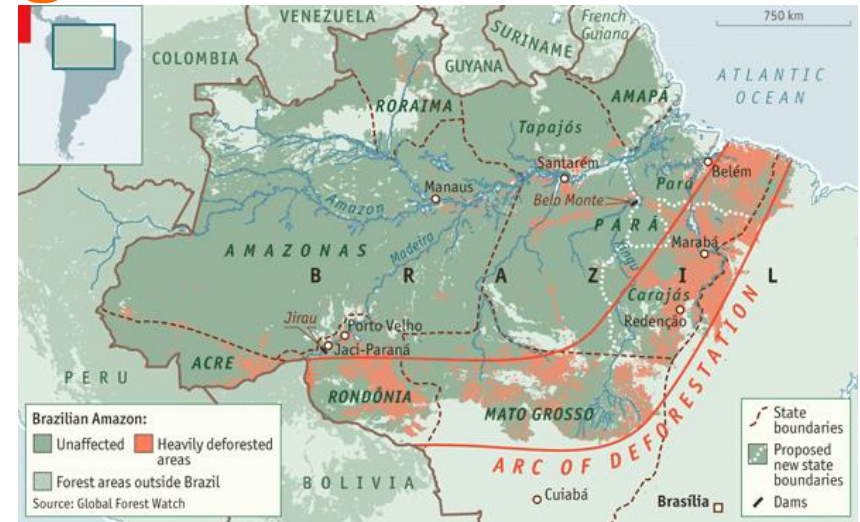 VENEZUELA
French
Guiana
750 km
COLOMBIA
SURINAME
GUYANA
ATLANTIC
OCEAN
RORAIMA
AMAPÁ
Tapajós
Santarém
Pará
Belém
Manaus
Belo Monte
Amazon
PARÁ
Madeira
Xingu
Marabá
AMAZONAS
BRAZIL
Carajás
Jirau
Porto Velho
Redenção
Jaci-Paraná
PERU
ACRE
RONDÔNIA
MATO GROSSO
ARC OF DEFORESTATION
BOLIVIA
Cuiabá
Brasília
Brazilian Amazon:
Unaffected
Heavily deforested
areas
Forest areas outside Brazil
Source: Global Forest Watch
State
boundaries
Proposed
new state
boundaries
Dams